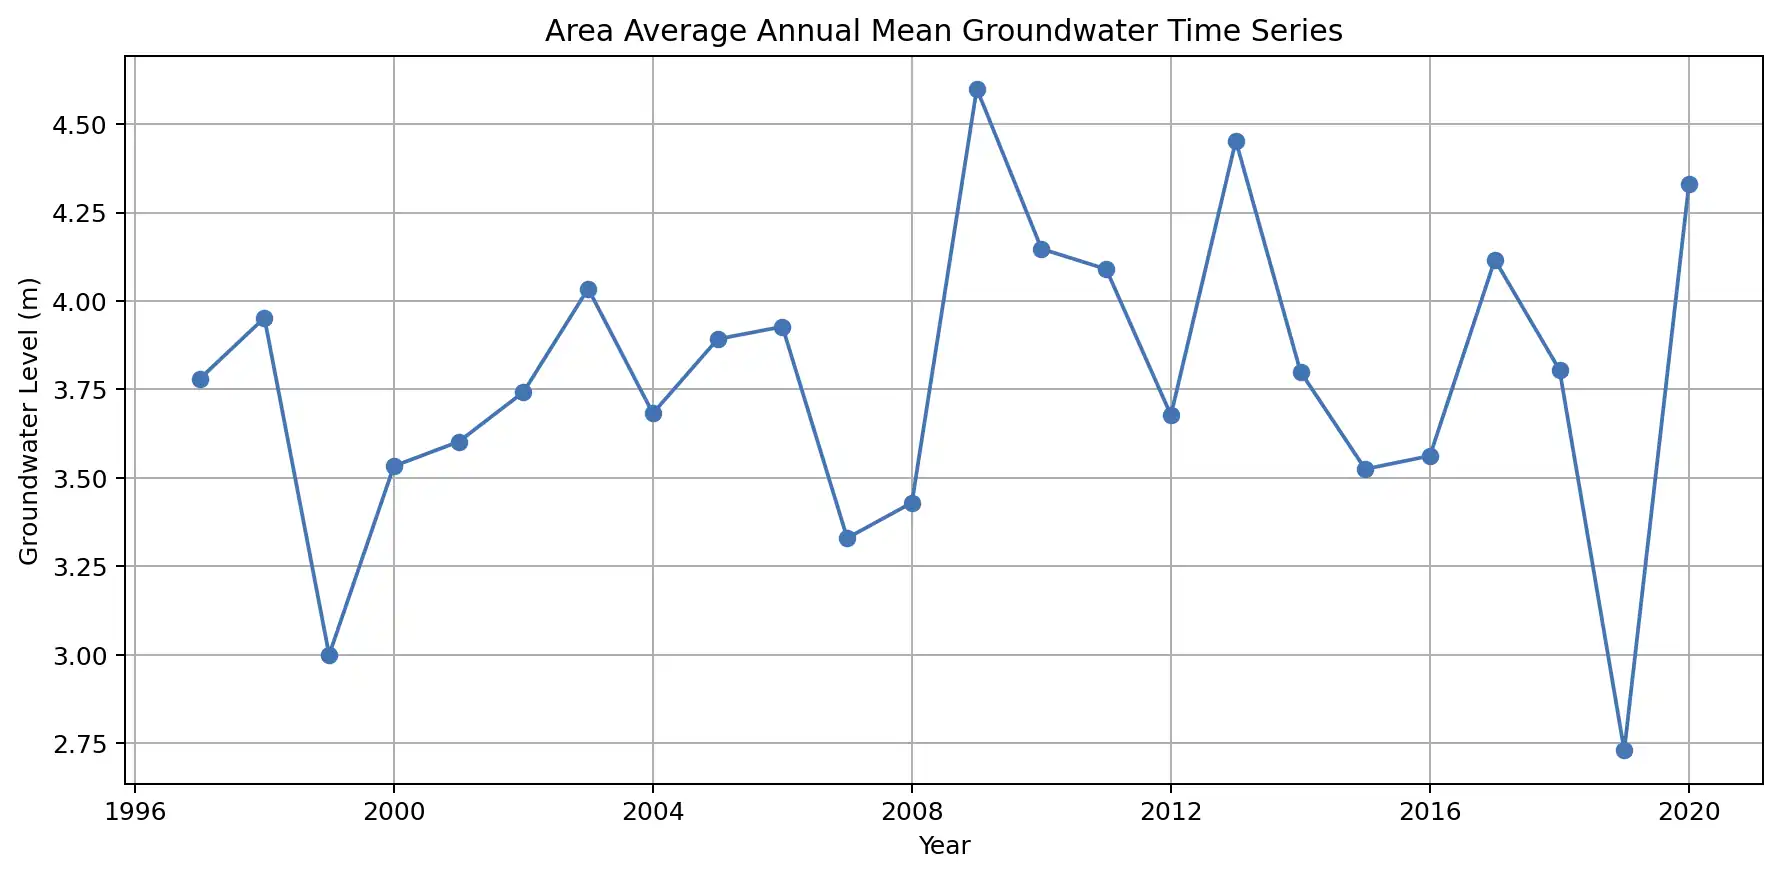 Area Average Annual Mean Groundwater Time Series
Groundwater Level (m)
4.50
4.25
4.00
3.75
3.50
3.25
3.00
2.75
1996 2000 2004 2008 2012 2016 2020
Year